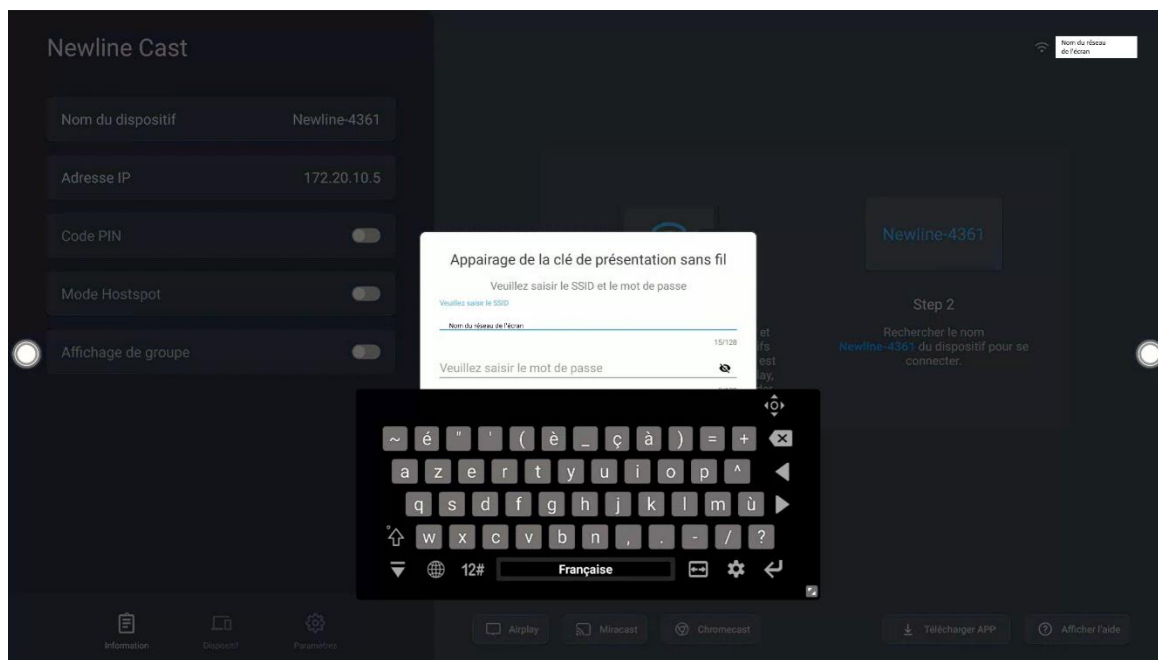 Newline Cast
Nom du réseau
de l'écran
Nom du dispositif Newline-4361
Adresse IP 172.20.10.5
Code PIN
Mode Hostspot
Affichage de groupe
Newline-4361
Step 2
Rechercher le nom
Newline-4361 du dispositif pour se
connecter.
et
ifs
est
lay,
Appairage de la clé de présentation sans fil
Veuillez saisir le SSID et le mot de passe
Veuillez saisir le SSID
Nom du réseau de l'écran
15/128
Veuillez saisir le mot de passe
~ é " ' ( è _ ç à ) = +
a z e r t y u i o p ^
q s d f g h j k l m ù
w x c v b n , . - / ?
12# Française
Information Dispositif Paramètres
Airplay Miracast Chromecast
Télécharger APP Afficher l'aide